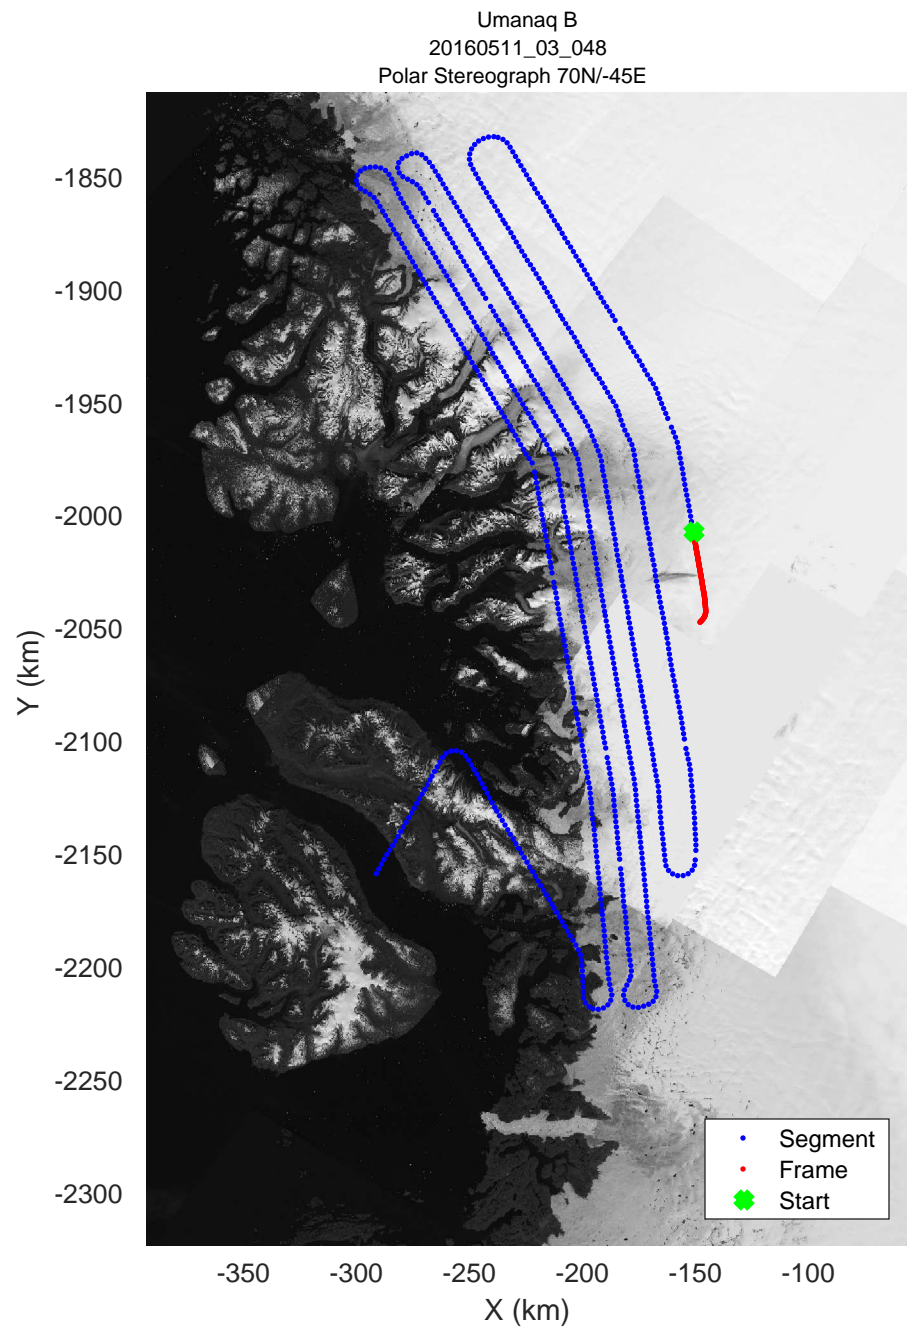 Umanaq B
20160511_03_048
Polar Stereograph 70N/-45E
-1850
-1900
-1950
-2000
-2050
-2100
-2150
-2200
-2250
-2300
Y (km)
Segment
Frame
Start
-350 -300 -250 -200 -150 -100
X (km)